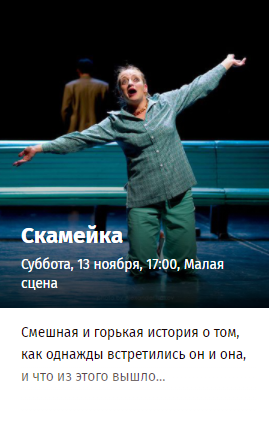 Скамейка
Суббота, 13 ноября, 17:00, Малая
сцена
Смешная и горькая история о том,
как однажды встретились он и она,
и что из этого вышло...